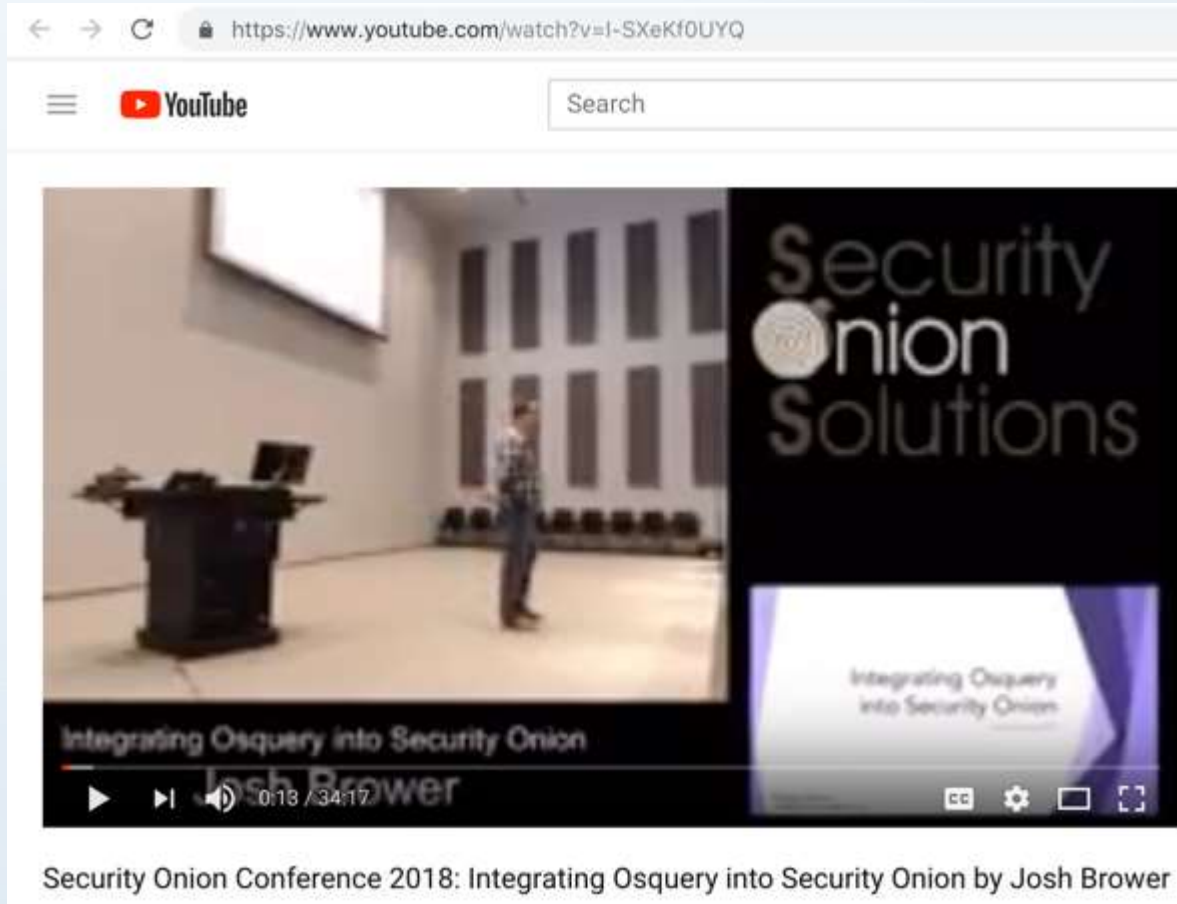 https://www.youtube.com/watch?v=I-SXeKf0UYQ
YouTube
Search
Security
Onion
Solutions
Integrating Osquery
into Security Onion
Integrating Osquery into Security Onion
Josh Brower
0:13 / 34:17
CC
Security Onion Conference 2018: Integrating Osquery into Security Onion by Josh Brower